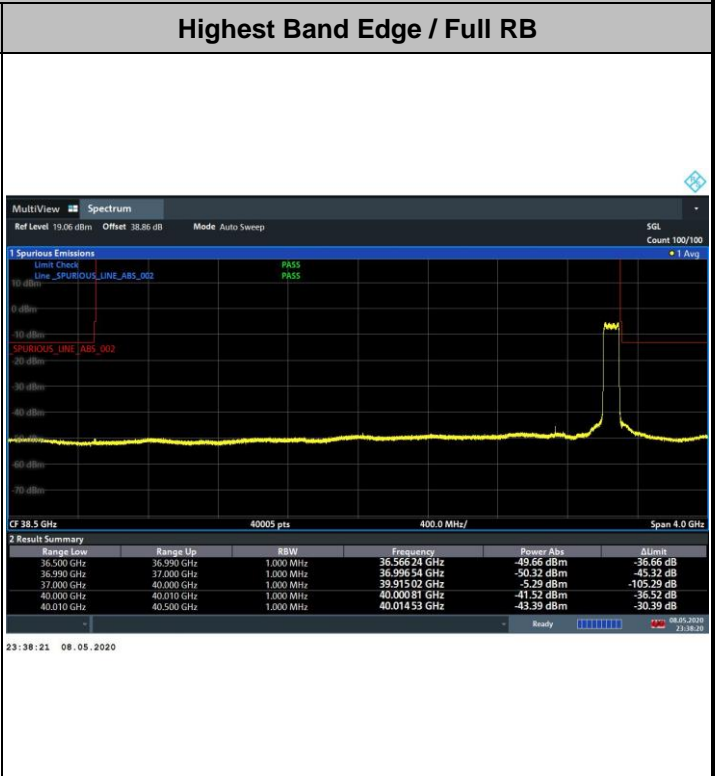 Highest Band Edge / Full RB
MultiView Spectrum
Ref Level 19.06 dBm Offset 38.86 dB Mode Auto Sweep SGL
Count 100/100
1 Spurious Emissions 1 Avg
Limit Check PASS
Line _SPURIOUS_LINE_ABS_002 PASS
10 dBm
0 dBm
-10 dBm
_SPURIOUS_LINE_ABS_002
-20 dBm
-30 dBm
-40 dBm
-50 dBm
-60 dBm
-70 dBm
CF 38.5 GHz 40005 pts 400.0 MHz/ Span 4.0 GHz
2 Result Summary
Range Low Range Up RBW Frequency Power Abs ΔLimit
36.500 GHz 36.990 GHz 1.000 MHz 36.566 24 GHz -49.66 dBm -36.66 dB
36.990 GHz 37.000 GHz 1.000 MHz 36.996 54 GHz -50.32 dBm -45.32 dB
37.000 GHz 40.000 GHz 1.000 MHz 39.915 02 GHz -5.29 dBm -105.29 dB
40.000 GHz 40.010 GHz 1.000 MHz 40.000 81 GHz -41.52 dBm -36.52 dB
40.010 GHz 40.500 GHz 1.000 MHz 40.014 53 GHz -43.39 dBm -30.39 dB
Ready 08.05.2020
23:38:20
23:38:21 08.05.2020